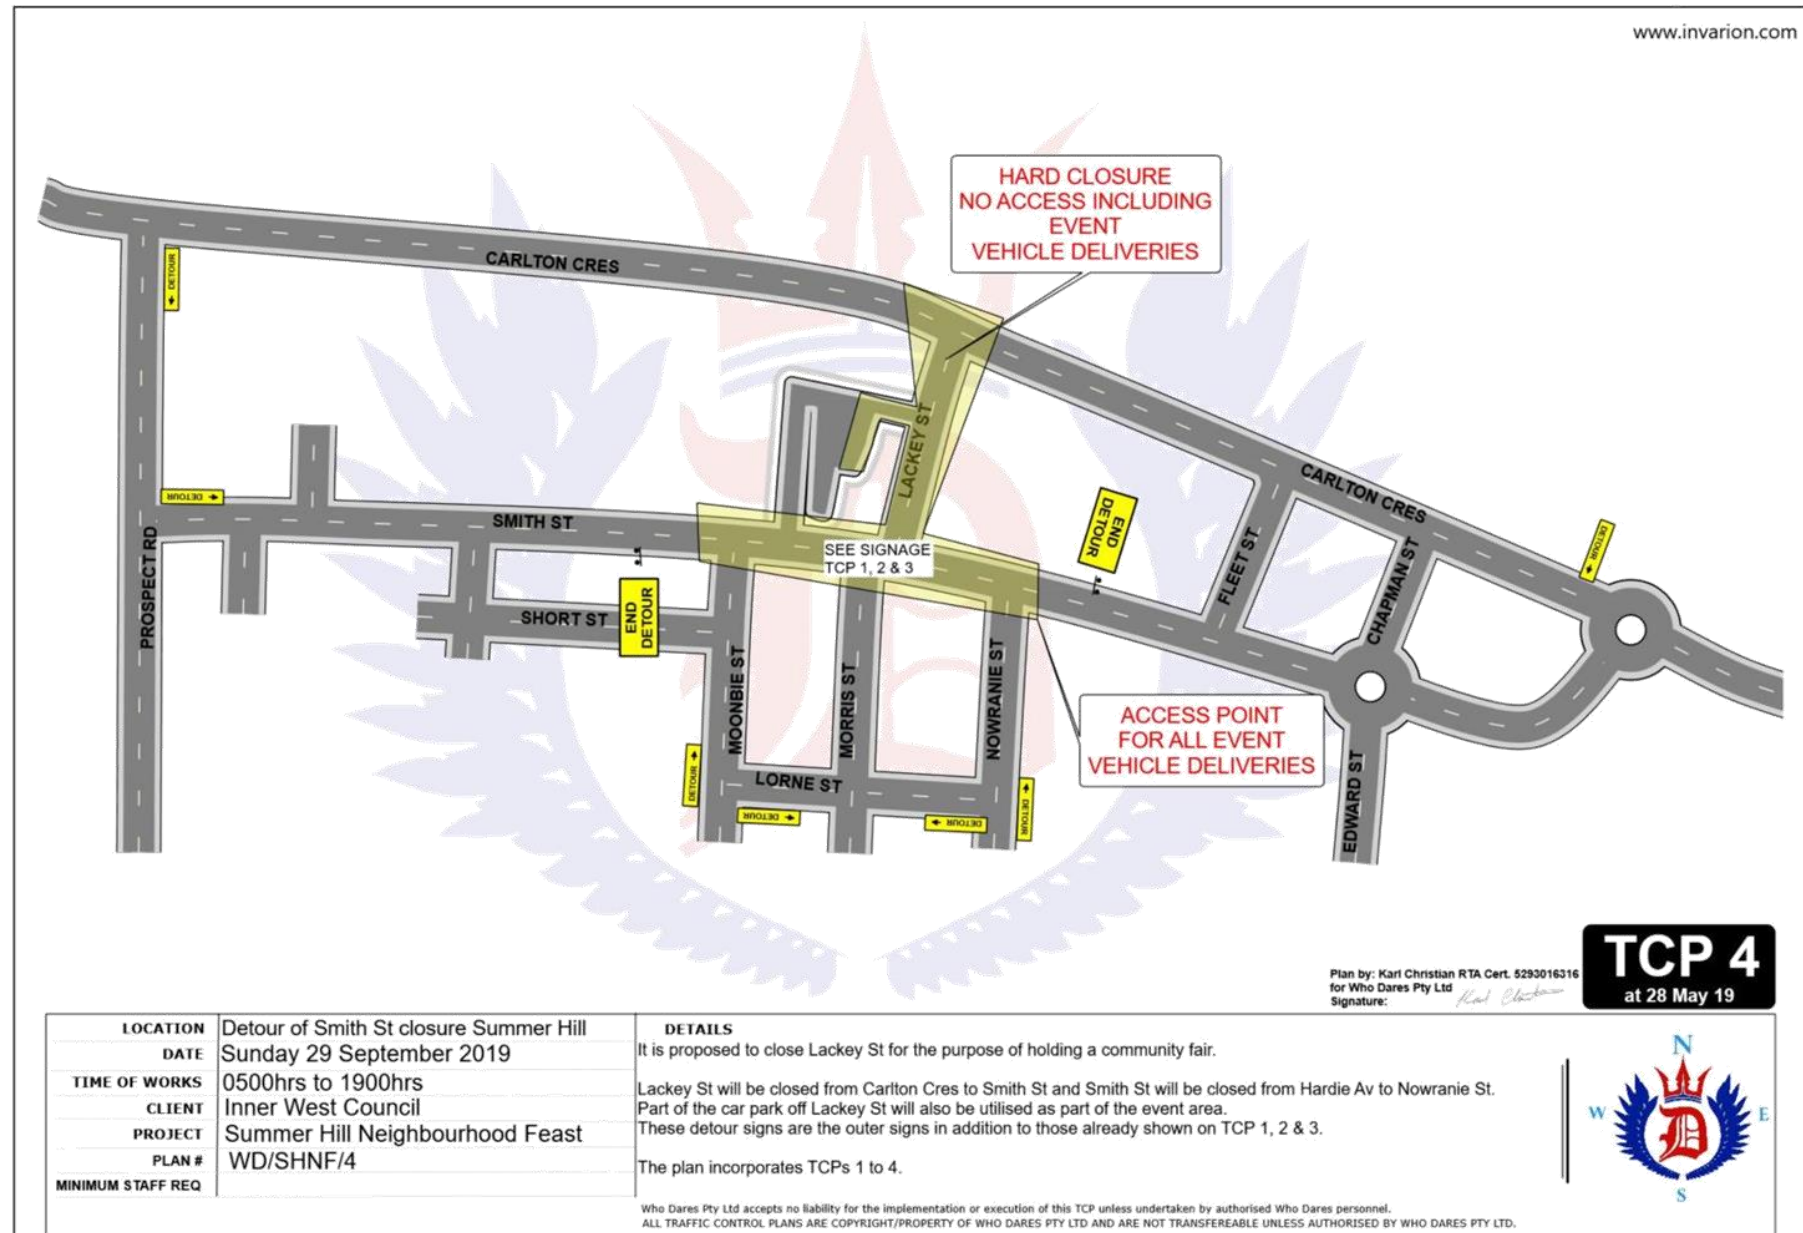 www.invarion.com
HARD CLOSURE
NO ACCESS INCLUDING
EVENT
VEHICLE DELIVERIES
CARLTON CRES
← DETOUR
LACKEY ST
CARLTON CRES
DETOUR →
SMITH ST
END
DETOUR
SEE SIGNAGE
TCP 1, 2 & 3
FLEET ST
CHAPMAN ST
DETOUR →
PROSPECT RD
SHORT ST
END
DETOUR
MOONBIE ST
MORRIS ST
NOWRANIE ST
ACCESS POINT
FOR ALL EVENT
VEHICLE DELIVERIES
EDWARD ST
DETOUR →
LORNE ST
DETOUR →
← DETOUR
← DETOUR
Plan by: Karl Christian RTA Cert. 5293016316
for Who Dares Pty Ltd
Signature: Karl Christian
TCP 4
at 28 May 19
LOCATION Detour of Smith St closure Summer Hill
DATE Sunday 29 September 2019
TIME OF WORKS 0500hrs to 1900hrs
CLIENT Inner West Council
PROJECT Summer Hill Neighbourhood Feast
PLAN # WD/SHNF/4
MINIMUM STAFF REQ
DETAILS
It is proposed to close Lackey St for the purpose of holding a community fair.
Lackey St will be closed from Carlton Cres to Smith St and Smith St will be closed from Hardie Av to Nowranie St.
Part of the car park off Lackey St will also be utilised as part of the event area.
These detour signs are the outer signs in addition to those already shown on TCP 1, 2 & 3.
The plan incorporates TCPs 1 to 4.
Who Dares Pty Ltd accepts no liability for the implementation or execution of this TCP unless undertaken by authorised Who Dares personnel.
ALL TRAFFIC CONTROL PLANS ARE COPYRIGHT/PROPERTY OF WHO DARES PTY LTD AND ARE NOT TRANSFEREABLE UNLESS AUTHORISED BY WHO DARES PTY LTD.
N
W
E
D
S